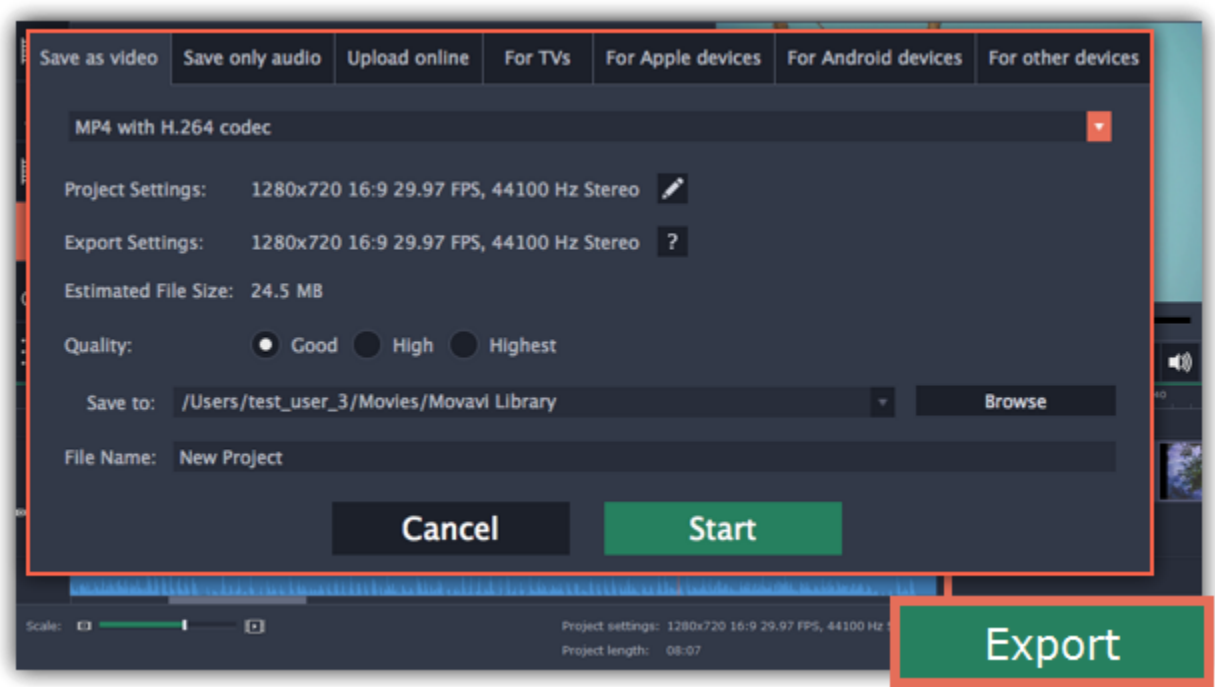 Save as video Save only audio Upload online For TVs For Apple devices For Android devices For other devices
MP4 with H.264 codec
Project Settings: 1280x720 16:9 29.97 FPS, 44100 Hz Stereo
Export Settings: 1280x720 16:9 29.97 FPS, 44100 Hz Stereo ?
Estimated File Size: 24.5 MB
Quality: Good High Highest
Save to: /Users/test_user_3/Movies/Movavi Library Browse
File Name: New Project
Cancel Start
Scale: Project settings: 1280x720 16:9 29.97 FPS, 44100 Hz
Project length: 08:07
Export